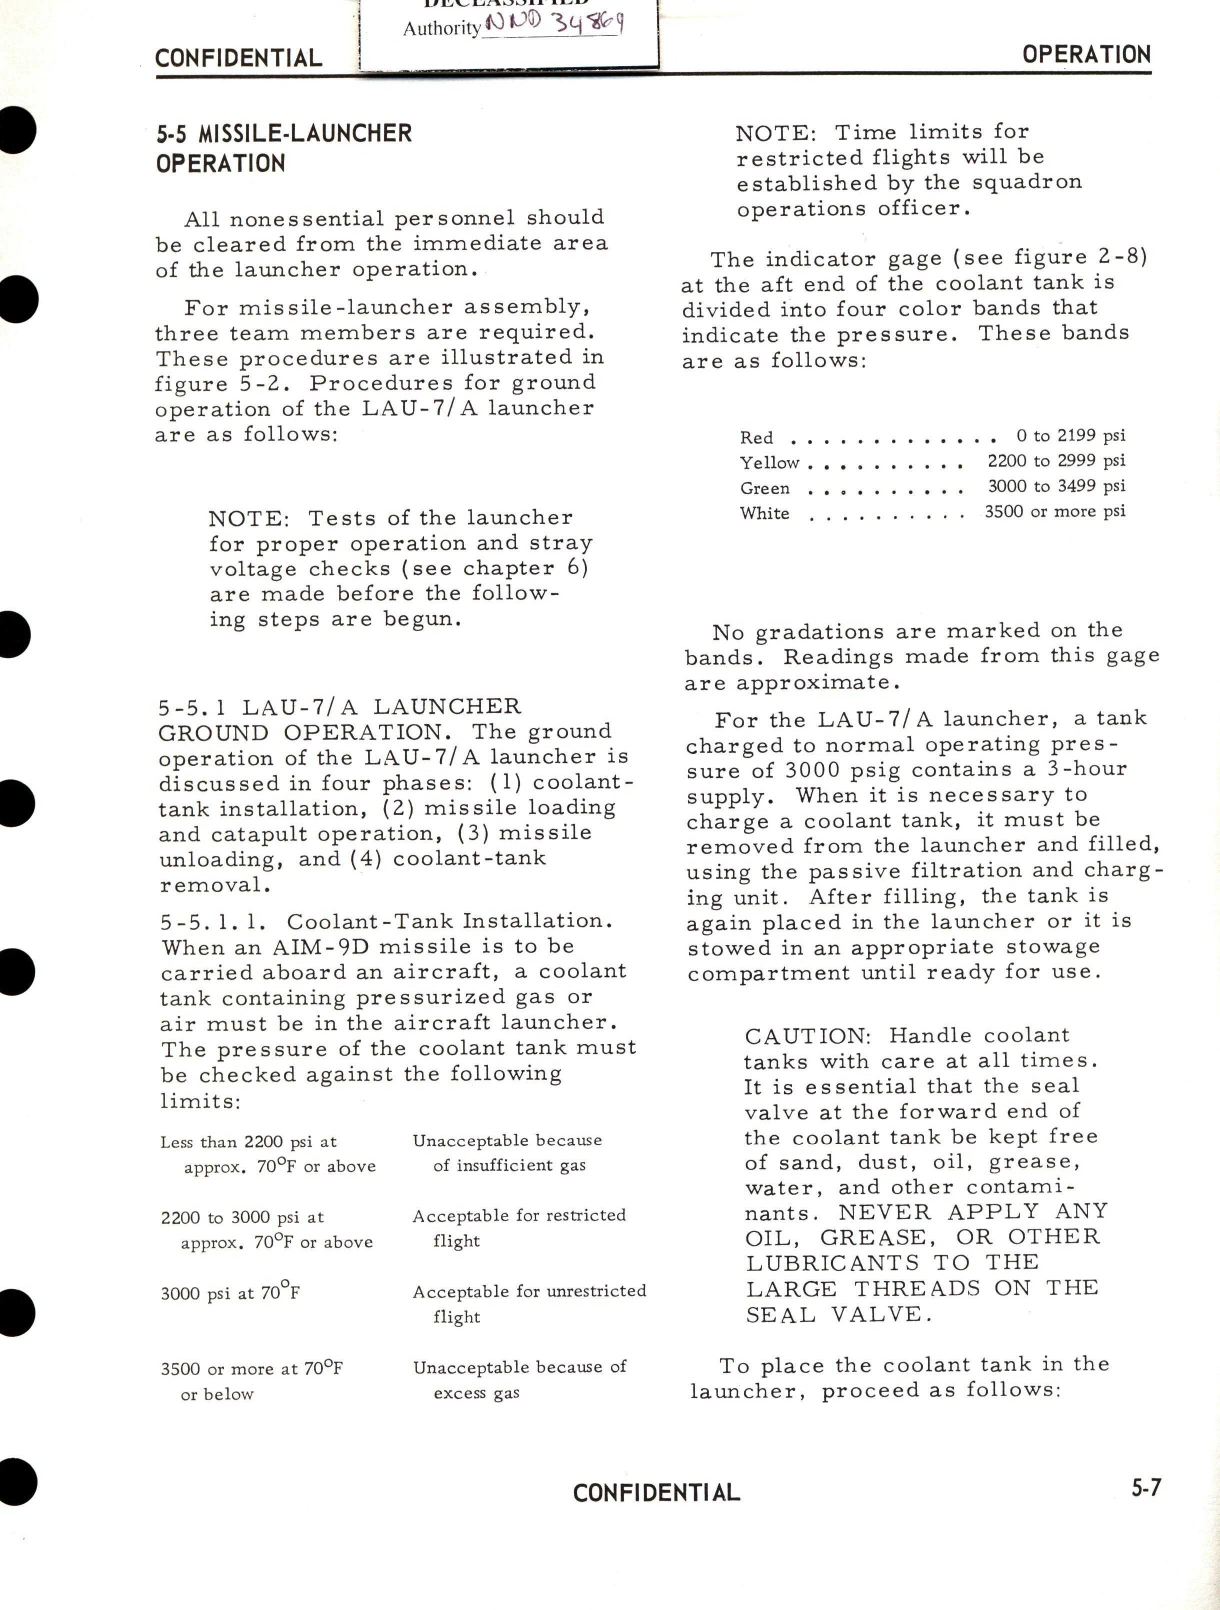 DECLASSIFIED
Authority NND 34869
CONFIDENTIAL
OPERATION
5-5 MISSILE-LAUNCHER
OPERATION
All nonessential personnel should
be cleared from the immediate area
of the launcher operation.
For missile-launcher assembly,
three team members are required.
These procedures are illustrated in
figure 5-2. Procedures for ground
operation of the LAU-7/A launcher
are as follows:
NOTE: Tests of the launcher
for proper operation and stray
voltage checks (see chapter 6)
are made before the follow-
ing steps are begun.
5-5.1 LAU-7/A LAUNCHER
GROUND OPERATION. The ground
operation of the LAU-7/A launcher is
discussed in four phases: (1) coolant-
tank installation, (2) missile loading
and catapult operation, (3) missile
unloading, and (4) coolant-tank
removal.
5-5.1.1. Coolant-Tank Installation.
When an AIM-9D missile is to be
carried aboard an aircraft, a coolant
tank containing pressurized gas or
air must be in the aircraft launcher.
The pressure of the coolant tank must
be checked against the following
limits:
Less than 2200 psi at Unacceptable because
approx. 70°F or above of insufficient gas
2200 to 3000 psi at Acceptable for restricted
approx. 70°F or above flight
3000 psi at 70°F Acceptable for unrestricted
flight
3500 or more at 70°F Unacceptable because of
or below excess gas
NOTE: Time limits for
restricted flights will be
established by the squadron
operations officer.
The indicator gage (see figure 2-8)
at the aft end of the coolant tank is
divided into four color bands that
indicate the pressure. These bands
are as follows:
Red . . . . . . . . . . . . . 0 to 2199 psi
Yellow . . . . . . . . . . 2200 to 2999 psi
Green . . . . . . . . . . 3000 to 3499 psi
White . . . . . . . . . . 3500 or more psi
No gradations are marked on the
bands. Readings made from this gage
are approximate.
For the LAU-7/A launcher, a tank
charged to normal operating pres-
sure of 3000 psig contains a 3-hour
supply. When it is necessary to
charge a coolant tank, it must be
removed from the launcher and filled,
using the passive filtration and charg-
ing unit. After filling, the tank is
again placed in the launcher or it is
stowed in an appropriate stowage
compartment until ready for use.
CAUTION: Handle coolant
tanks with care at all times.
It is essential that the seal
valve at the forward end of
the coolant tank be kept free
of sand, dust, oil, grease,
water, and other contami-
nants. NEVER APPLY ANY
OIL, GREASE, OR OTHER
LUBRICANTS TO THE
LARGE THREADS ON THE
SEAL VALVE.
To place the coolant tank in the
launcher, proceed as follows:
CONFIDENTIAL
5-7